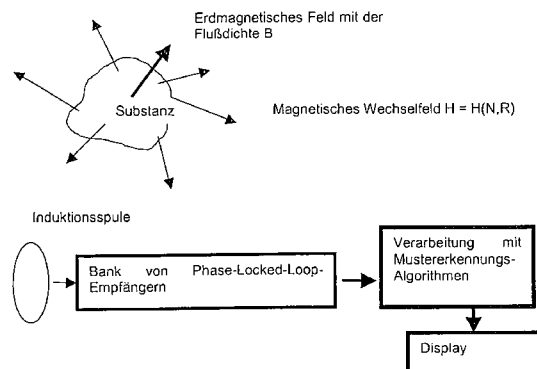 Erdmagnetisches Feld mit der
Flußdichte B
Substanz
Magnetisches Wechselfeld H = H(N,R)
Induktionsspule
Bank von Phase-Locked-Loop-
Empfängern
Verarbeitung mit
Mustererkennungs-
Algorithmen
Display